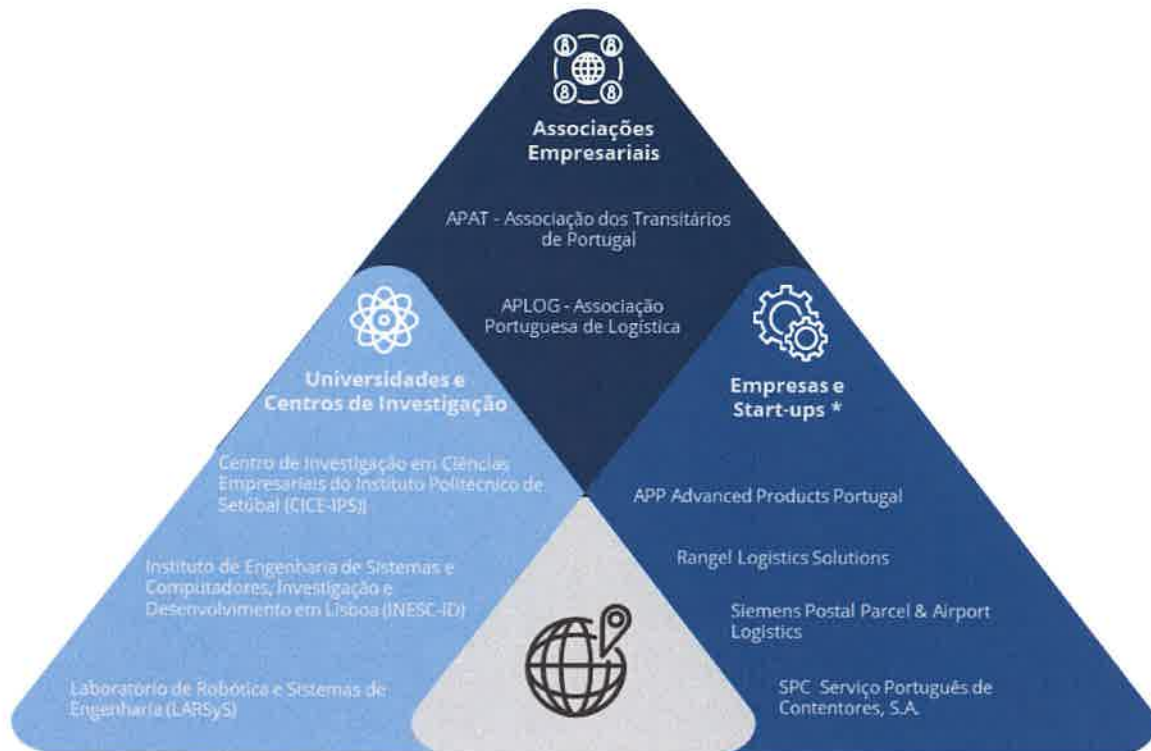 Associações
Empresariais
APAT - Associação dos Transitários
de Portugal
APLOG - Associação
Portuguesa de Logística
Universidades e
Centros de Investigação
Centro de Investigação em Ciências
Empresariais do Instituto Politécnico de
Setúbal (CICE-IPS))
Instituto de Engenharia de Sistemas e
Computadores, Investigação e
Desenvolvimento em Lisboa (INESC-ID)
Laboratório de Robótica e Sistemas de
Engenharia (LARSyS)
Empresas e
Start-ups *
APP Advanced Products Portugal
Rangel Logistics Solutions
Siemens Postal Parcel & Airport
Logistics
SPC Serviço Português de
Contentores, S.A.